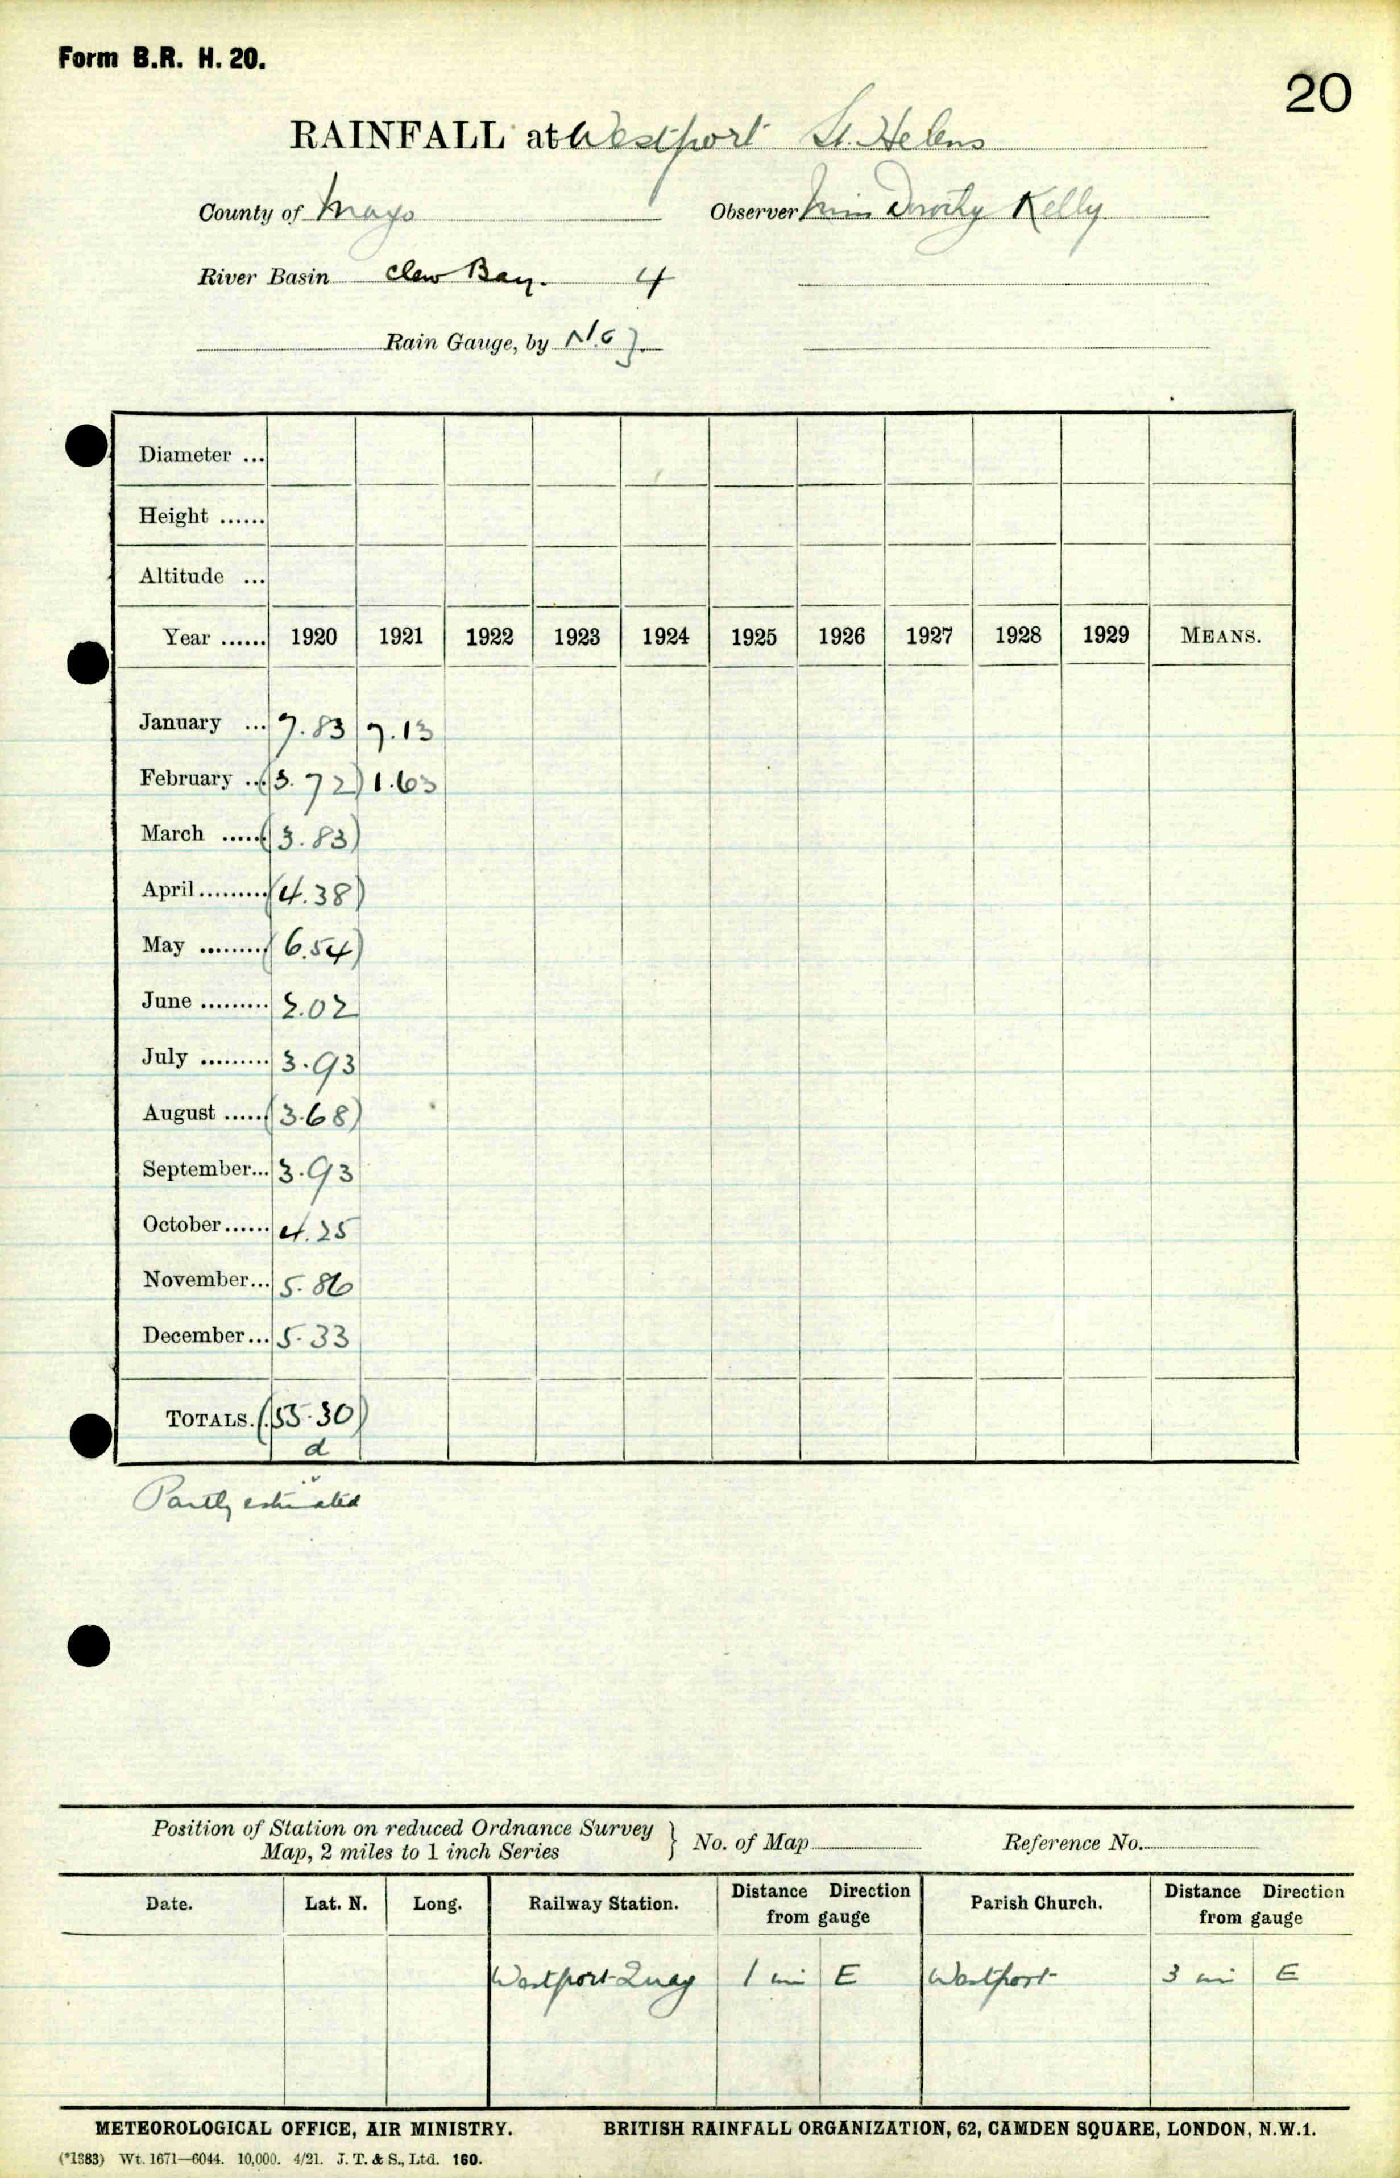 Form B.R. H. 20.
20
RAINFALL at Westport St. Helens
County of Mayo Observer Miss Dorothy Kelly
River Basin Clew Bay. 4
Rain Gauge, by
Diameter ...
Height ......
Altitude ...
Year ...... 1920 1921 1922 1923 1924 1925 1926 1927 1928 1929 MEANS.
January ... 7.83 7.13
February ... (3.72) 1.63
March ...... (3.83)
April ......... (4.38)
May ......... (6.54)
June ......... 2.02
July ......... 3.93
August ...... (3.68)
September... 3.93
October...... 4.25
November... 5.86
December... 5.33
TOTALS. (55.30)
d
Partly estimated
Position of Station on reduced Ordnance Survey
Map, 2 miles to 1 inch Series } No. of Map Reference No.
Date. Lat. N. Long. Railway Station. Distance Direction from gauge Parish Church. Distance Direction from gauge
Westport Quay 1 mi E Westport 3 mi E
METEOROLOGICAL OFFICE, AIR MINISTRY. BRITISH RAINFALL ORGANIZATION, 62, CAMDEN SQUARE, LONDON, N.W.1.
(*1383) Wt. 1671—6044. 10,000. 4/21. J. T. & S., Ltd. 160.